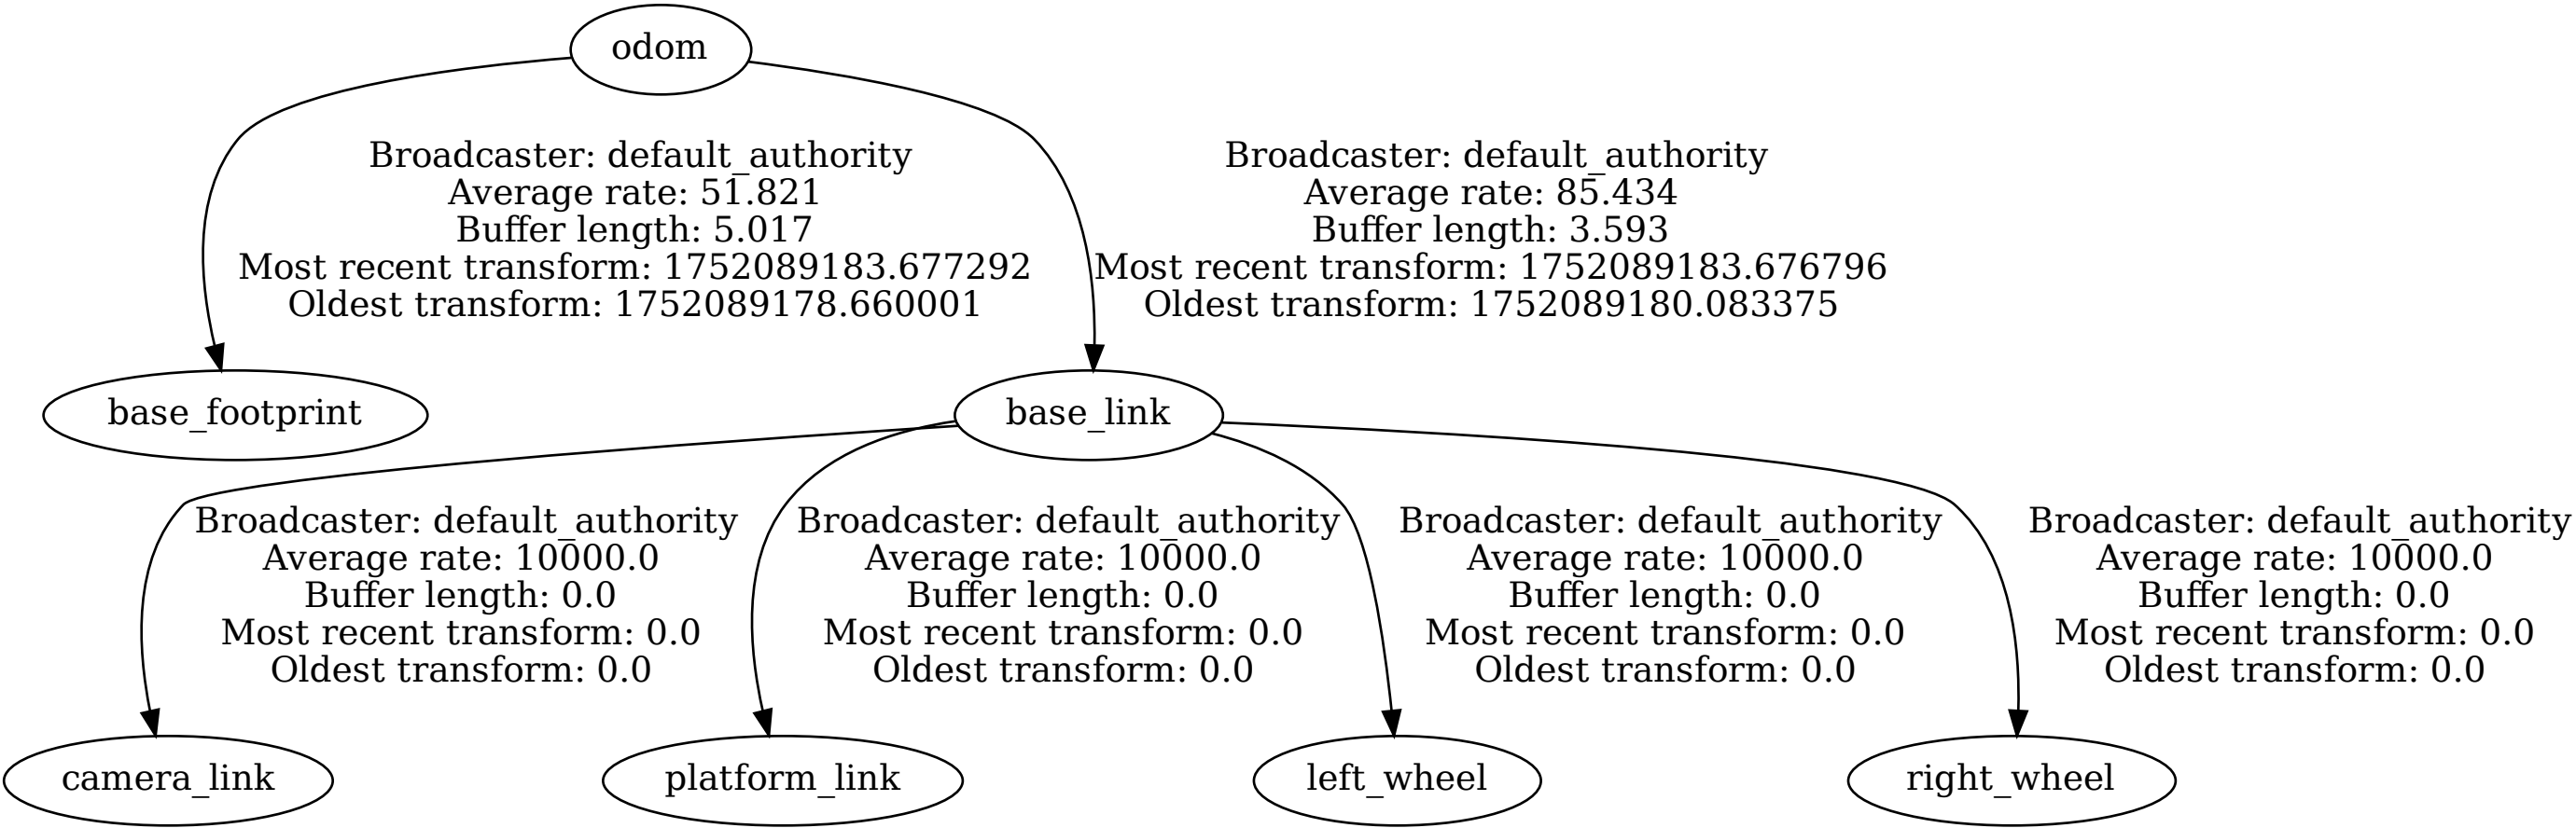 odom
Broadcaster: default_authority
Average rate: 51.821
Buffer length: 5.017
Most recent transform: 1752089183.677292
Oldest transform: 1752089178.660001
Broadcaster: default_authority
Average rate: 85.434
Buffer length: 3.593
Most recent transform: 1752089183.676796
Oldest transform: 1752089180.083375
base_footprint
base_link
Broadcaster: default_authority
Average rate: 10000.0
Buffer length: 0.0
Most recent transform: 0.0
Oldest transform: 0.0
Broadcaster: default_authority
Average rate: 10000.0
Buffer length: 0.0
Most recent transform: 0.0
Oldest transform: 0.0
Broadcaster: default_authority
Average rate: 10000.0
Buffer length: 0.0
Most recent transform: 0.0
Oldest transform: 0.0
Broadcaster: default_authority
Average rate: 10000.0
Buffer length: 0.0
Most recent transform: 0.0
Oldest transform: 0.0
camera_link
platform_link
left_wheel
right_wheel